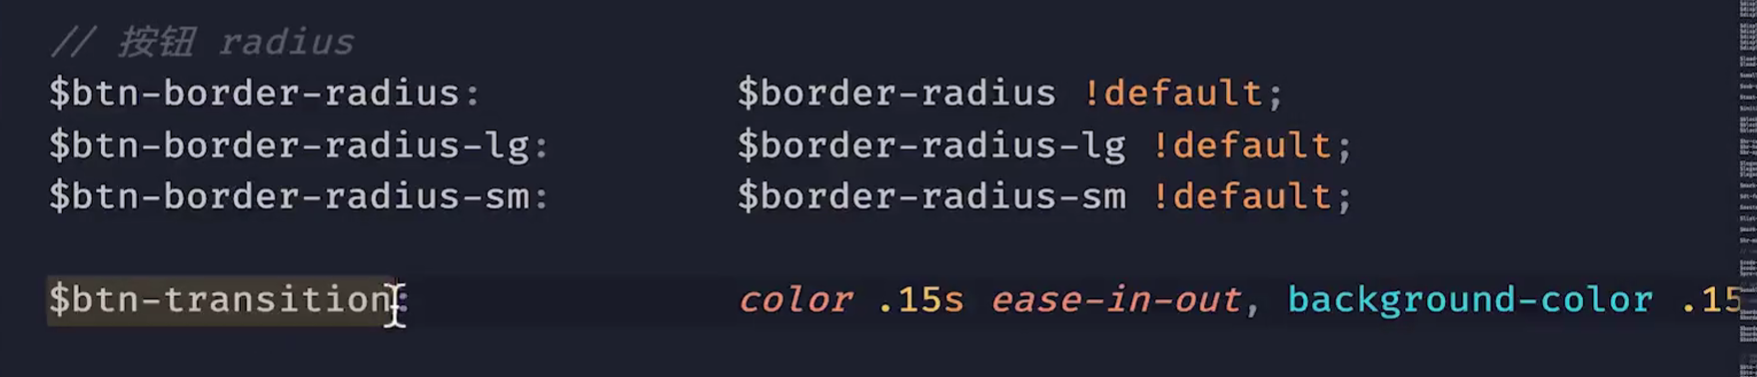 // 按钮 radius
$btn-border-radius: $border-radius !default;
$btn-border-radius-lg: $border-radius-lg !default;
$btn-border-radius-sm: $border-radius-sm !default;
$btn-transition: color .15s ease-in-out, background-color .15